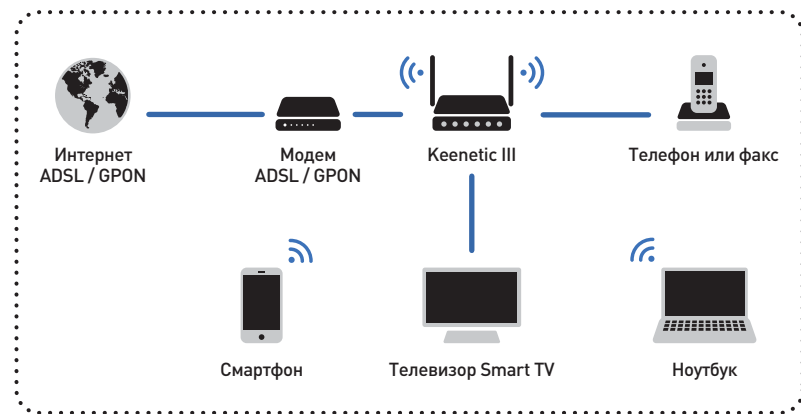 Интернет
ADSL / GPON
Модем
ADSL / GPON
Keenetic III
Телефон или факс
Смартфон
Телевизор Smart TV
Ноутбук